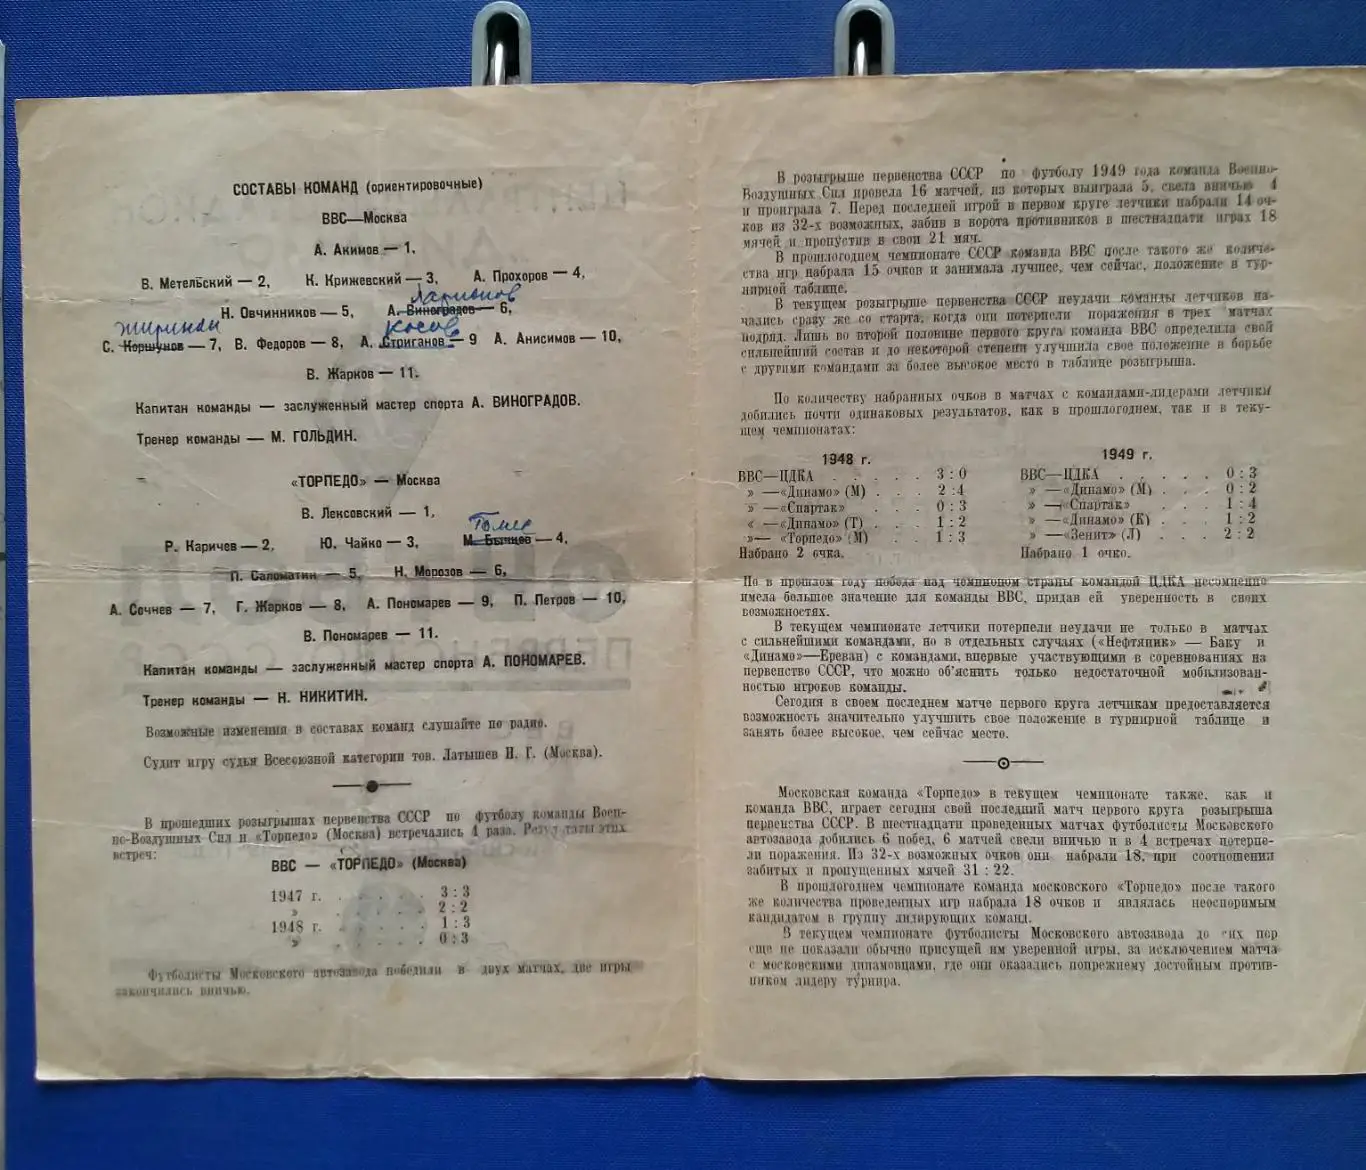 СОСТАВЫ КОМАНД (ориентировочные)
ВВС—Москва
А. Акимов — 1,
В. Метельский — 2, К. Крижевский — 3, А. Прохоров — 4,
Ларионов
Н. Овчинников — 5, А. Виноградов — 6,
Жиринки Косов
С. Коршунов — 7, В. Федоров — 8, А. Стриганов — 9 А. Анисимов — 10,
В. Жарков — 11.
Капитан команды — заслуженный мастер спорта А. ВИНОГРАДОВ.
Тренер команды — М. ГОЛЬДИН.
«ТОРПЕДО» — Москва
В. Лексовский — 1,
Гомес
Р. Каричев — 2, Ю. Чайко — 3, М. Бычков — 4,
П. Саломатин — 5, Н. Морозов — 6,
А. Сочнев — 7, Г. Жарков — 8, А. Пономарев — 9, П. Петров — 10,
В. Пономарев — 11.
Капитан команды — заслуженный мастер спорта А. ПОНОМАРЕВ.
Тренер команды — Н. НИКИТИН.
Возможные изменения в составах команд слушайте по радио.
Судит игру судья Всесоюзной категории тов. Латышев И. Г. (Москва).
В прошедших розыгрышах первенства СССР по футболу команды Воен-
но-Воздушных Сил и «Торпедо» (Москва) встречались 4 раза. Результаты этих
встреч:
ВВС — «ТОРПЕДО» (Москва)
1947 г. . . . . . 3 : 3
» . . . . 2 : 2
1948 г. . . . . . 1 : 3
» . . . . 0 : 3
Футболисты Московского автозавода победили в двух матчах, две игры
закончились вничью.
В розыгрыше первенства СССР по футболу 1949 года команда Военно-
Воздушных Сил провела 16 матчей, из которых выиграла 5, свела вничью 4
и проиграла 7. Перед последней игрой в первом круге летчики набрали 14 оч-
ков из 32-х возможных, забив в ворота противников в шестнадцати играх 18
мячей и пропустив в свои 21 мяч.
В прошлогоднем чемпионате СССР команда ВВС после такого же количе-
ства игр набрала 15 очков и занимала лучшее, чем сейчас, положение в тур-
нирной таблице.
В текущем розыгрыше первенства СССР неудачи команды летчиков на-
чались сразу же со старта, когда они потерпели поражения в трех матчах
подряд. Лишь во второй половине первого круга команда ВВС определила свой
сильнейший состав и до некоторой степени улучшила свое положение в борьбе
с другими командами за более высокое место в таблице розыгрыша.
По количеству набранных очков в матчах с командами-лидерами летчики
добились почти одинаковых результатов, как в прошлогоднем, так и в теку-
щем чемпионатах:
1948 г.
ВВС—ЦДКА . . . . . 3 : 0
» —«Динамо» (М) . . . 2 : 4
» —«Спартак» . . . 0 : 3
« —«Динамо» (Т) . . . 1 : 2
»— «Торпедо» (М) . . 1 : 3
Набрано 2 очка.
1949 г.
ВВС—ЦДКА . . . . . 0 : 3
» —«Динамо» (М) . . . 0 : 2
» —«Спартак» . . . 1 : 4
» —«Динамо» (К) . . . 1 : 2
» —«Зенит» (Л) . . . 2 : 2
Набрано 1 очко.
Но в прошлом году победа над чемпионом страны командой ЦДКА несомненно
имела большое значение для команды ВВС, придав ей уверенность в своих
возможностях.
В текущем чемпионате летчики потерпели неудачи не только в матчах
с сильнейшими командами, но в отдельных случаях («Нефтяник» — Баку и
«Динамо»—Ереван) с командами, впервые участвующими в соревнованиях на
первенство СССР, что можно об'яснить только недостаточной мобилизован-
ностью игроков команды.
Сегодня в своем последнем матче первого круга летчикам предоставляется
возможность значительно улучшить свое положение в турнирной таблице и
занять более высокое, чем сейчас место.
Московская команда «Торпедо» в текущем чемпионате также, как и
команда ВВС, играет сегодня свой последний матч первого круга розыгрыша
первенства СССР. В шестнадцати проведенных матчах футболисты Московского
автозавода добились 6 побед, 6 матчей свели вничью и в 4 встречах потерпе-
ли поражения. Из 32-х возможных очков они набрали 18, при соотношении
забитых и пропущенных мячей 31 : 22.
В прошлогоднем чемпионате команда московского «Торпедо» после такого
же количества проведенных игр набрала 18 очков и являлась неоспоримым
кандидатом в группу лидирующих команд.
В текущем чемпионате футболисты Московского автозавода до сих пор
еще не показали обычно присущей им уверенной игры, за исключением матча
с московскими динамовцами, где они оказались попрежнему достойным против-
ником лидеру турнира.